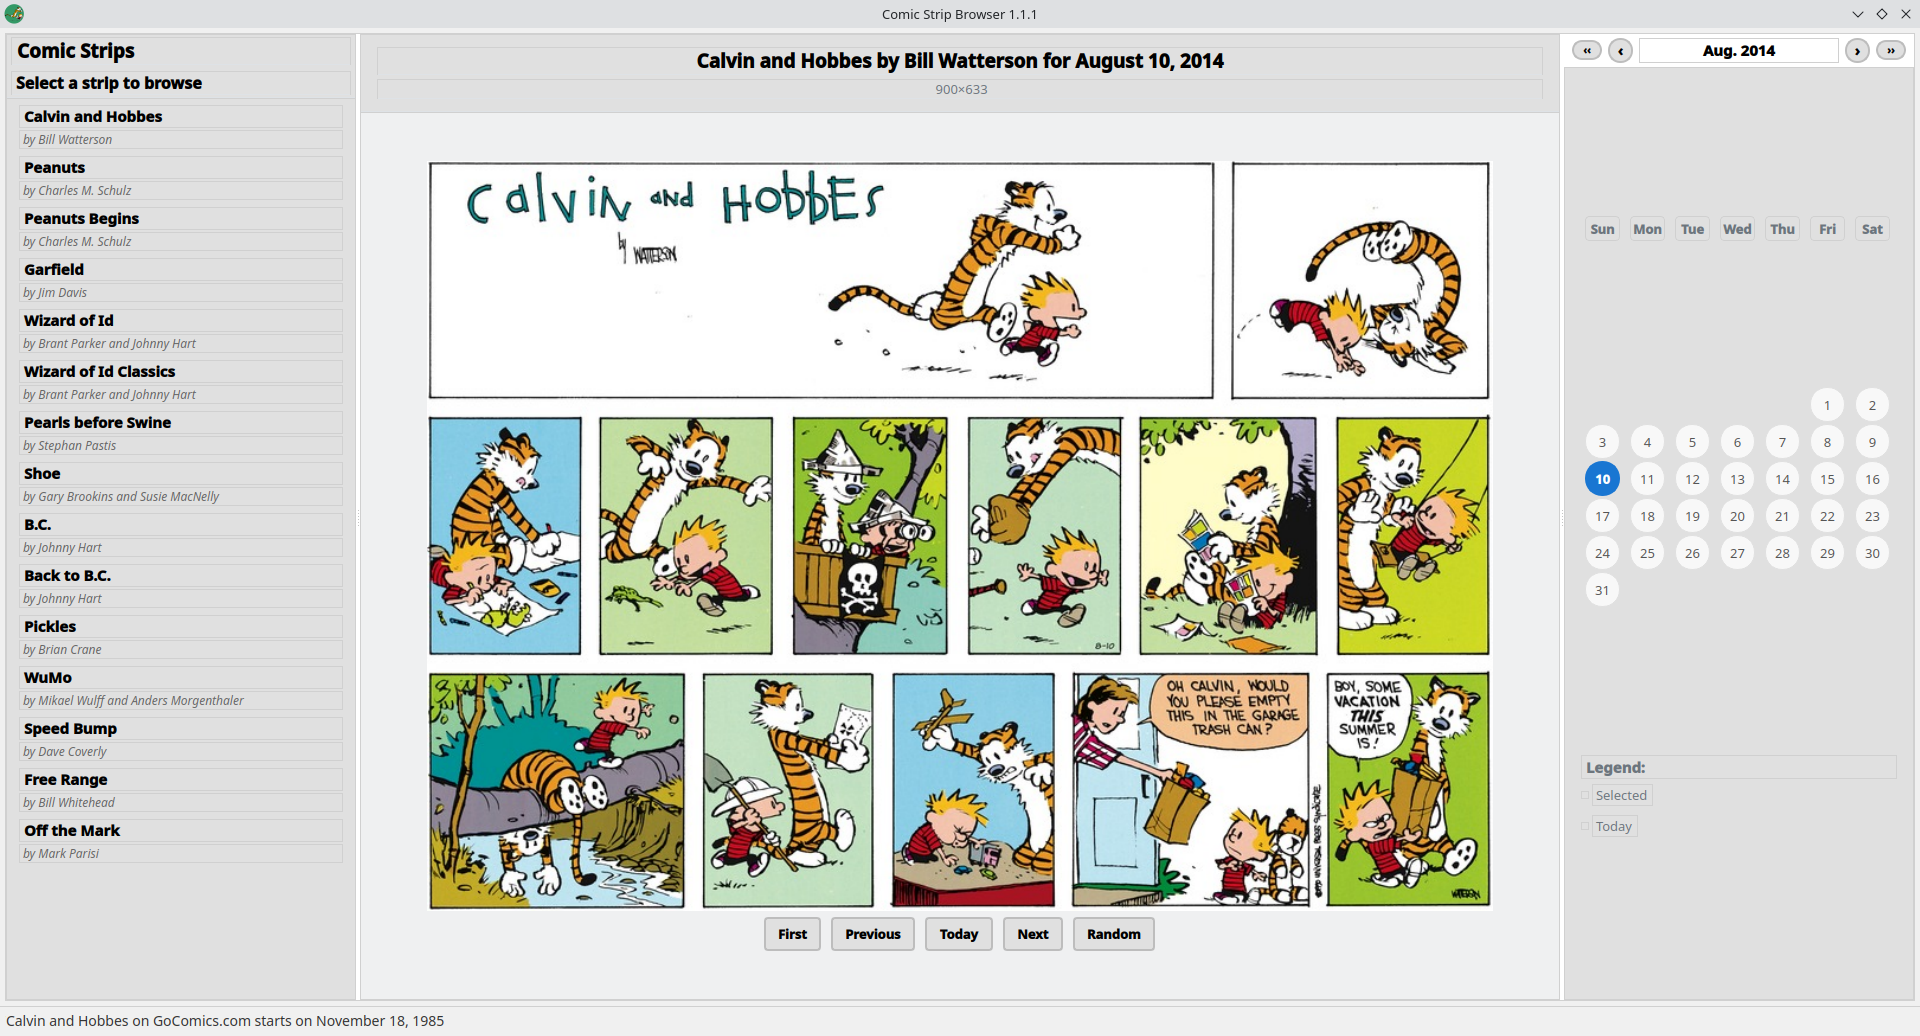 Comic Strip Browser 1.1.1
Comic Strips
Select a strip to browse
Calvin and Hobbes
by Bill Watterson
Peanuts
by Charles M. Schulz
Peanuts Begins
by Charles M. Schulz
Garfield
by Jim Davis
Wizard of Id
by Brant Parker and Johnny Hart
Wizard of Id Classics
by Brant Parker and Johnny Hart
Pearls before Swine
by Stephan Pastis
Shoe
by Gary Brookins and Susie MacNelly
B.C.
by Johnny Hart
Back to B.C.
by Johnny Hart
Pickles
by Brian Crane
WuMo
by Mikael Wulff and Anders Morgenthaler
Speed Bump
by Dave Coverly
Free Range
by Bill Whitehead
Off the Mark
by Mark Parisi
Calvin and Hobbes by Bill Watterson for August 10, 2014
900×633
Calvin and Hobbes
by Watterson
8-10
OH CALVIN, WOULD
YOU PLEASE EMPTY
THIS IN THE GARAGE
TRASH CAN?
BOY, SOME
VACATION
THIS
SUMMER
IS!
WATTERSON
First Previous Today Next Random
« ‹ Aug. 2014 › »
Sun Mon Tue Wed Thu Fri Sat
1 2
3 4 5 6 7 8 9
10 11 12 13 14 15 16
17 18 19 20 21 22 23
24 25 26 27 28 29 30
31
Legend:
Selected
Today
Calvin and Hobbes on GoComics.com starts on November 18, 1985